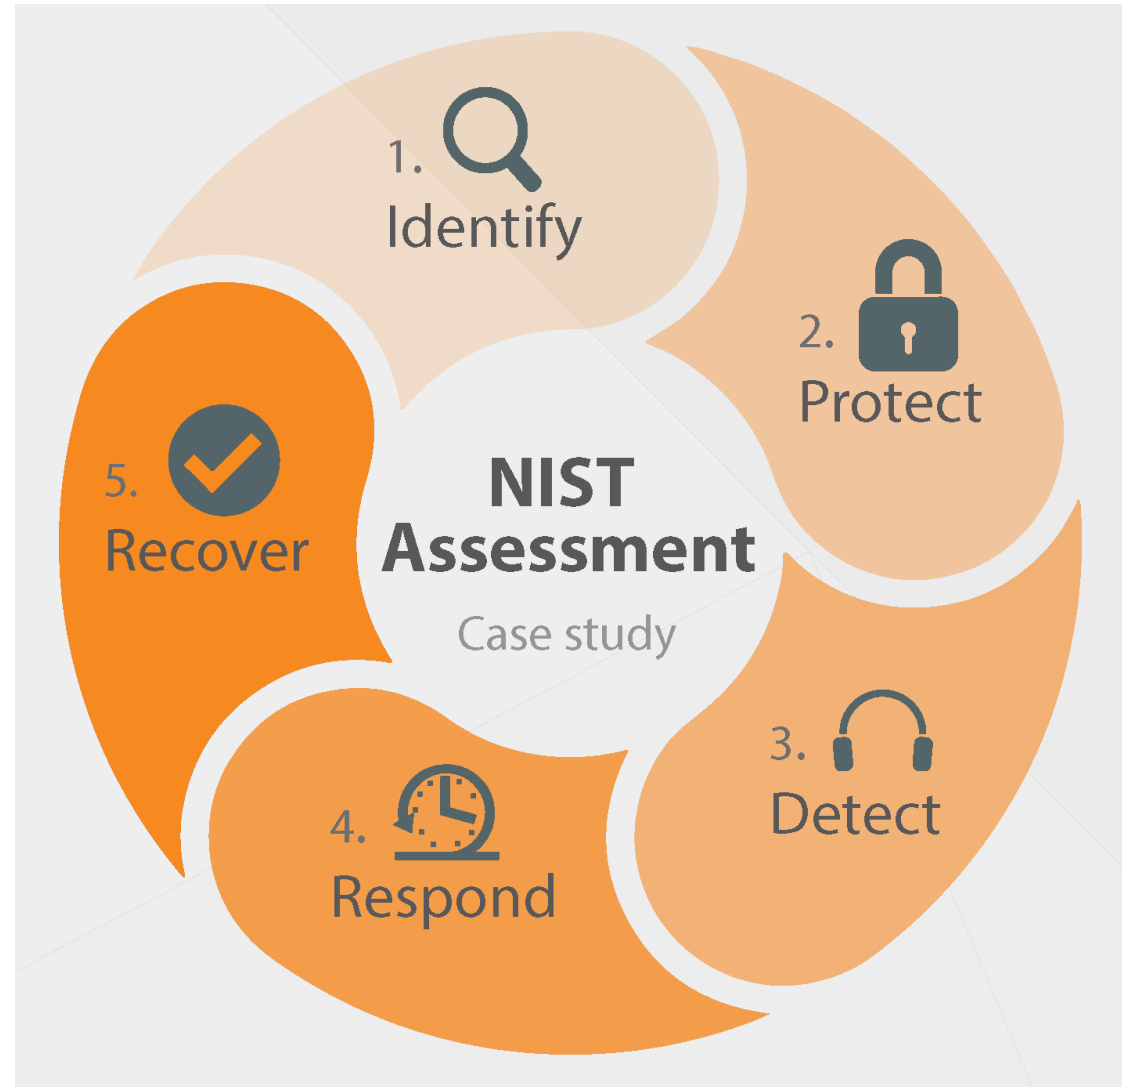 1.
Identify
2.
Protect
3.
Detect
4.
Respond
5.
Recover
NIST
Assessment
Case study